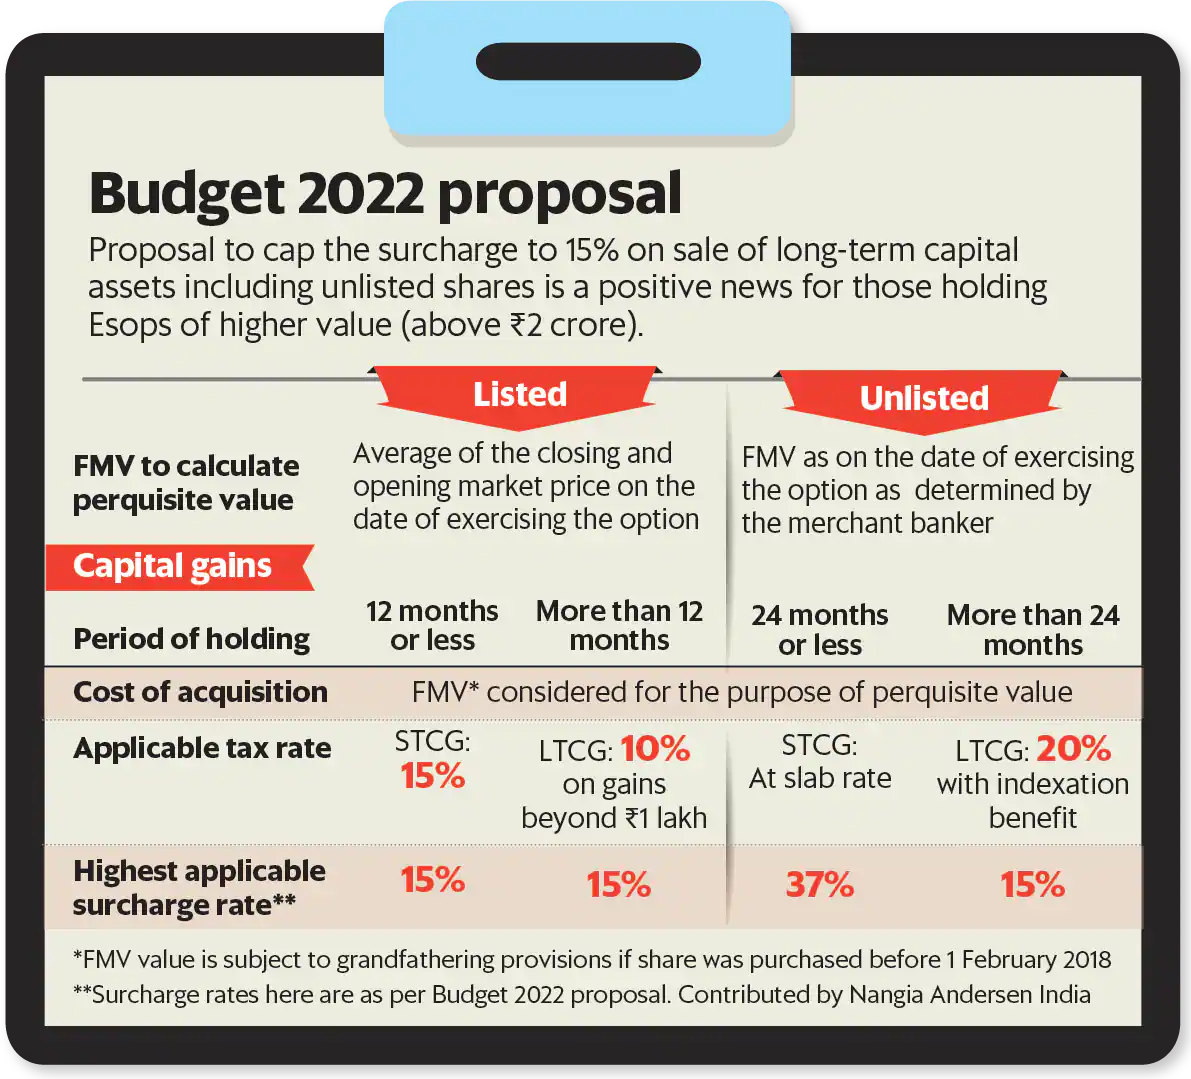 Budget 2022 proposal
Proposal to cap the surcharge to 15% on sale of long-term capital
assets including unlisted shares is a positive news for those holding
Esops of higher value (above ₹2 crore).
Listed
Unlisted
FMV to calculate
perquisite value
Average of the closing and
opening market price on the
date of exercising the option
FMV as on the date of exercising
the option as determined by
the merchant banker
Capital gains
Period of holding
12 months
or less
More than 12
months
24 months
or less
More than 24
months
Cost of acquisition
FMV* considered for the purpose of perquisite value
Applicable tax rate
STCG:
15%
LTCG: 10%
on gains
beyond ₹1 lakh
STCG:
At slab rate
LTCG: 20%
with indexation
benefit
Highest applicable
surcharge rate**
15%
15%
37%
15%
*FMV value is subject to grandfathering provisions if share was purchased before 1 February 2018
**Surcharge rates here are as per Budget 2022 proposal. Contributed by Nangia Andersen India